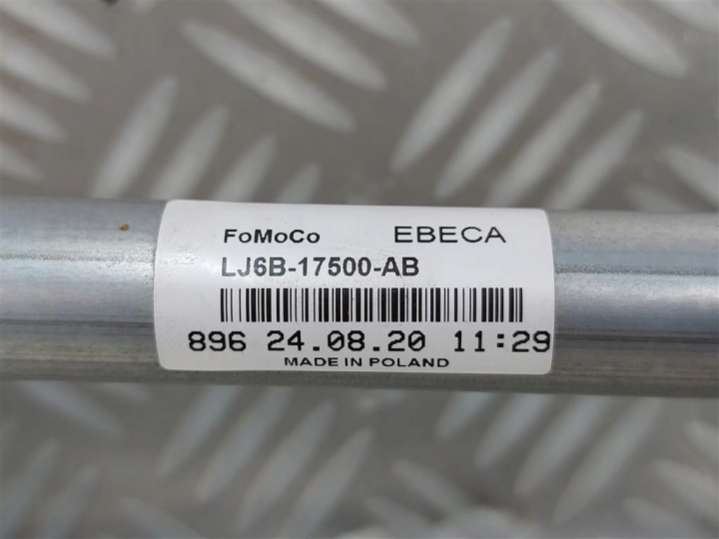 FoMoCo EBECA
LJ6B-17500-AB
896 24.08.20 11:29
MADE IN POLAND